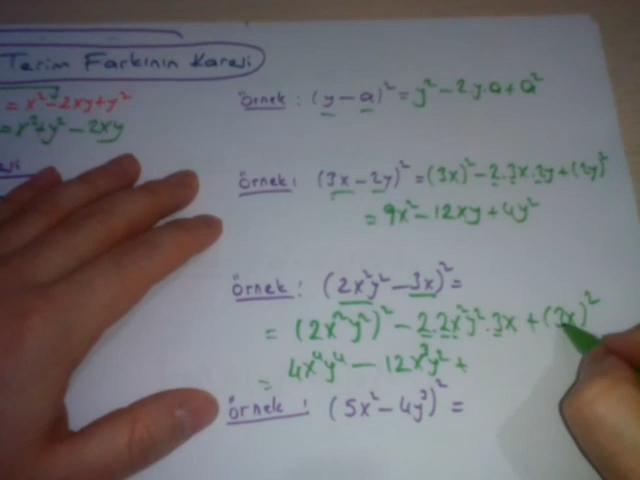 Terim Farkının Karesi
= x² - 2xy + y²
= x² + y² - 2xy
Örnek : (y - a)² = y² - 2.y.a + a²
Örnek : (3x - 2y)² = (3x)² - 2.3x.2y + (2y)²
= 9x² - 12xy + 4y²
Örnek : (2x²y² - 3x)² =
= (2x²y²)² - 2.2x²y².3x + (3x)²
= 4x⁴y⁴ - 12x³y² +
Örnek : (5x² - 4y³)² =